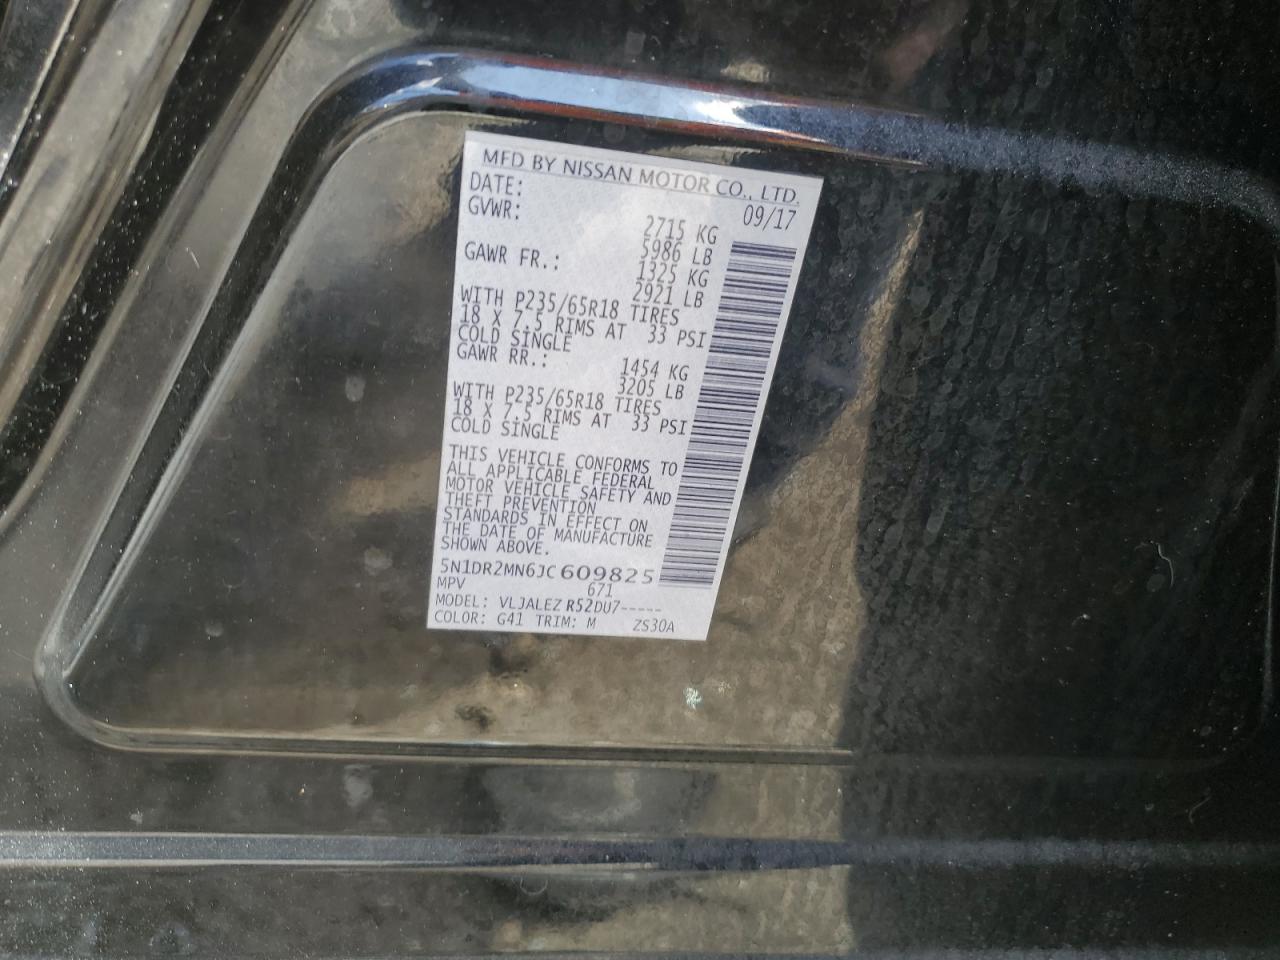 MFD BY NISSAN MOTOR CO., LTD.
DATE: 09/17
GVWR: 2715 KG
5986 LB
GAWR FR.: 1325 KG
2921 LB
WITH P235/65R18 TIRES
18 X 7.5 RIMS AT 33 PSI
COLD SINGLE
GAWR RR.: 1454 KG
3205 LB
WITH P235/65R18 TIRES
18 X 7.5 RIMS AT 33 PSI
COLD SINGLE
THIS VEHICLE CONFORMS TO
ALL APPLICABLE FEDERAL
MOTOR VEHICLE SAFETY AND
THEFT PREVENTION
STANDARDS IN EFFECT ON
THE DATE OF MANUFACTURE
SHOWN ABOVE.
5N1DR2MN6JC609825
MPV 671
MODEL: VLJALEZ R52DU7-----
COLOR: G41 TRIM: M ZS30A